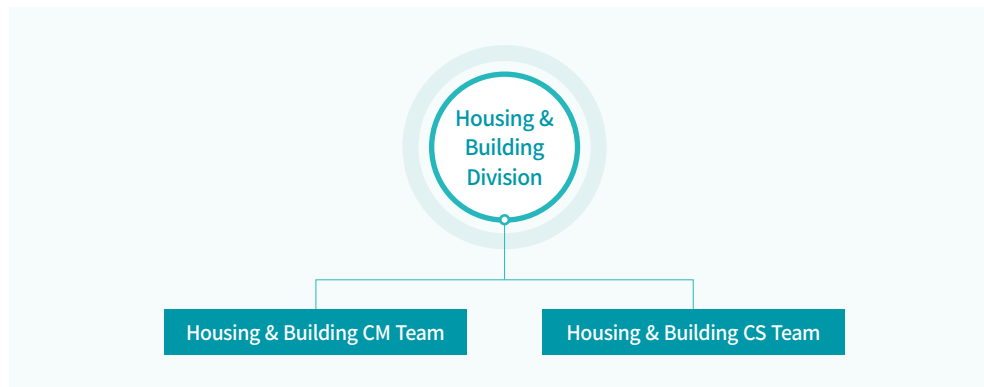 Housing &
Building
Division
Housing & Building CM Team
Housing & Building CS Team